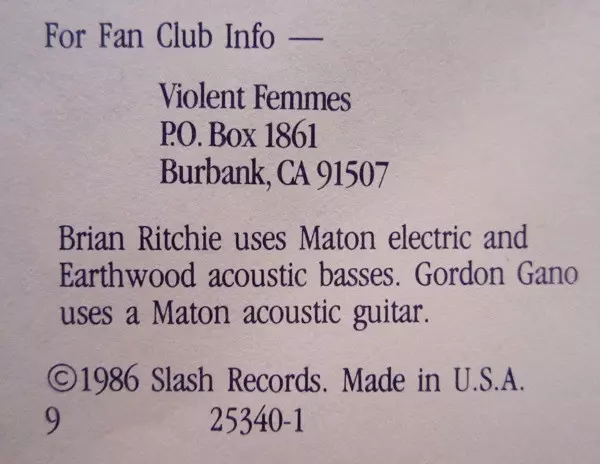 For Fan Club Info —
Violent Femmes
P.O. Box 1861
Burbank, CA 91507
Brian Ritchie uses Maton electric and
Earthwood acoustic basses. Gordon Gano
uses a Maton acoustic guitar.
©1986 Slash Records. Made in U.S.A.
9 25340-1